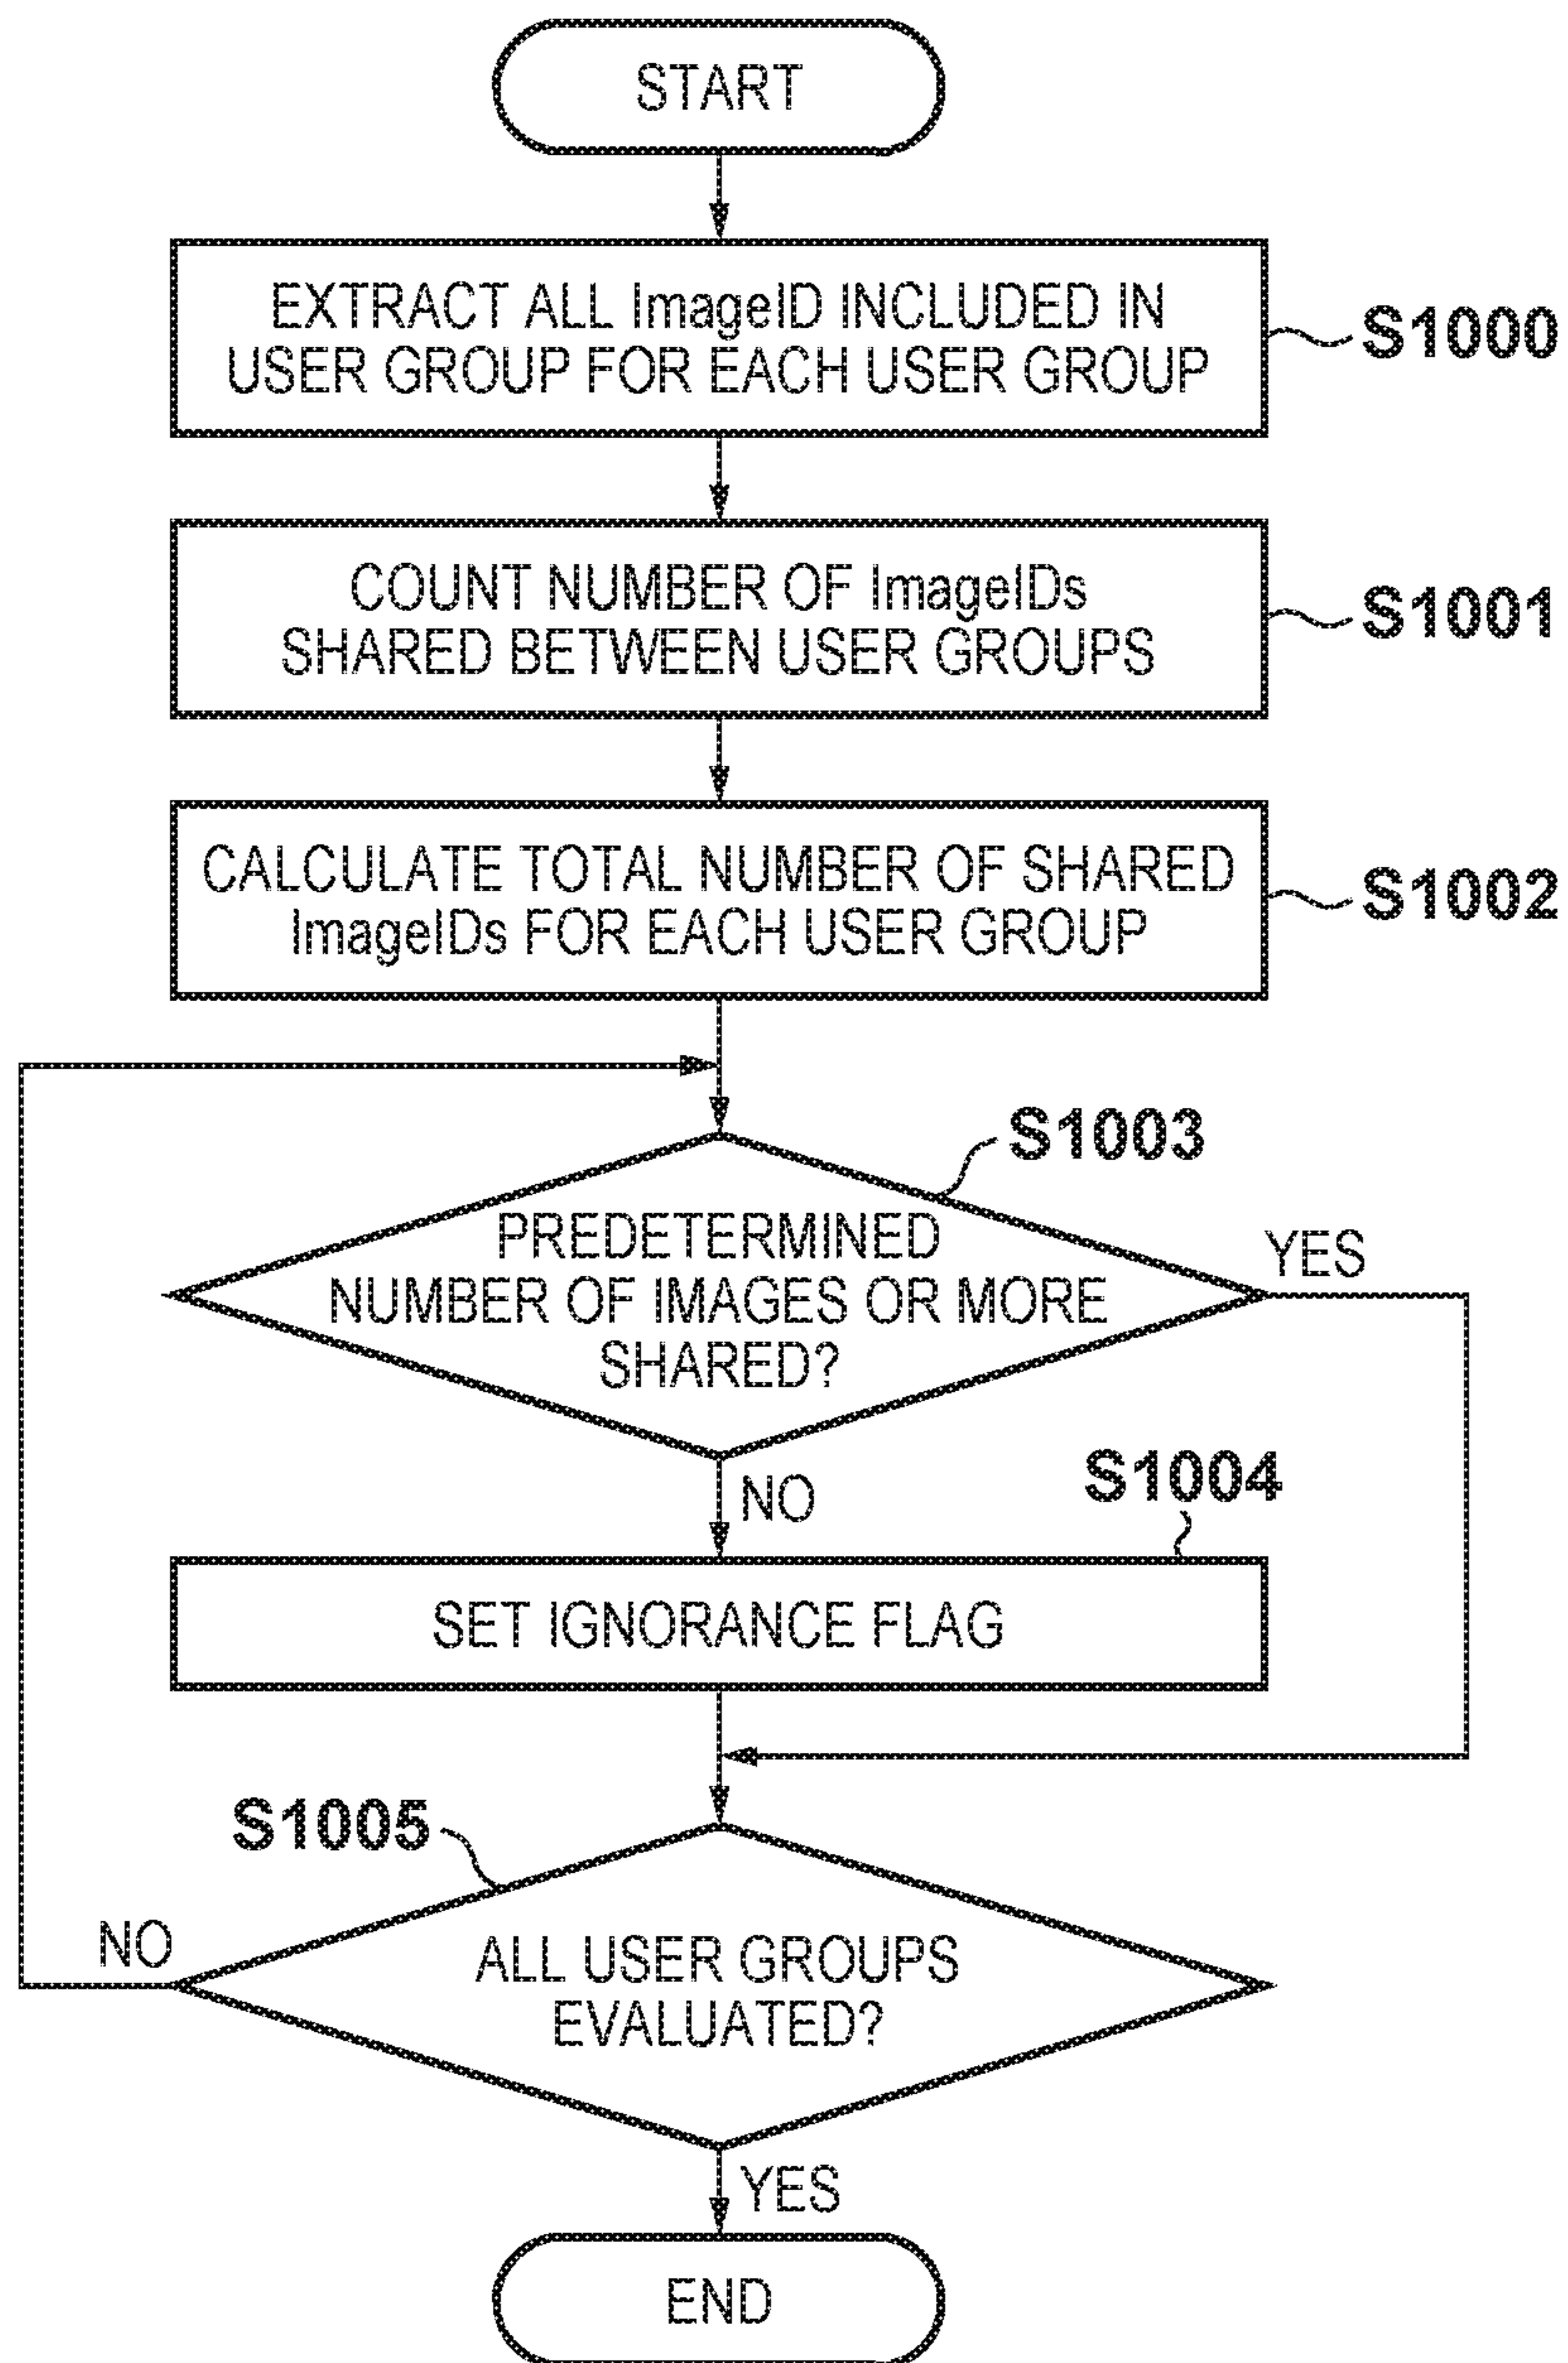 START
EXTRACT ALL ImageID INCLUDED IN
USER GROUP FOR EACH USER GROUP
S1000
COUNT NUMBER OF ImageIDs
SHARED BETWEEN USER GROUPS
S1001
CALCULATE TOTAL NUMBER OF SHARED
ImageIDs FOR EACH USER GROUP
S1002
S1003
PREDETERMINED
NUMBER OF IMAGES OR MORE
SHARED?
YES
NO
S1004
SET IGNORANCE FLAG
S1005
NO
ALL USER GROUPS
EVALUATED?
YES
END